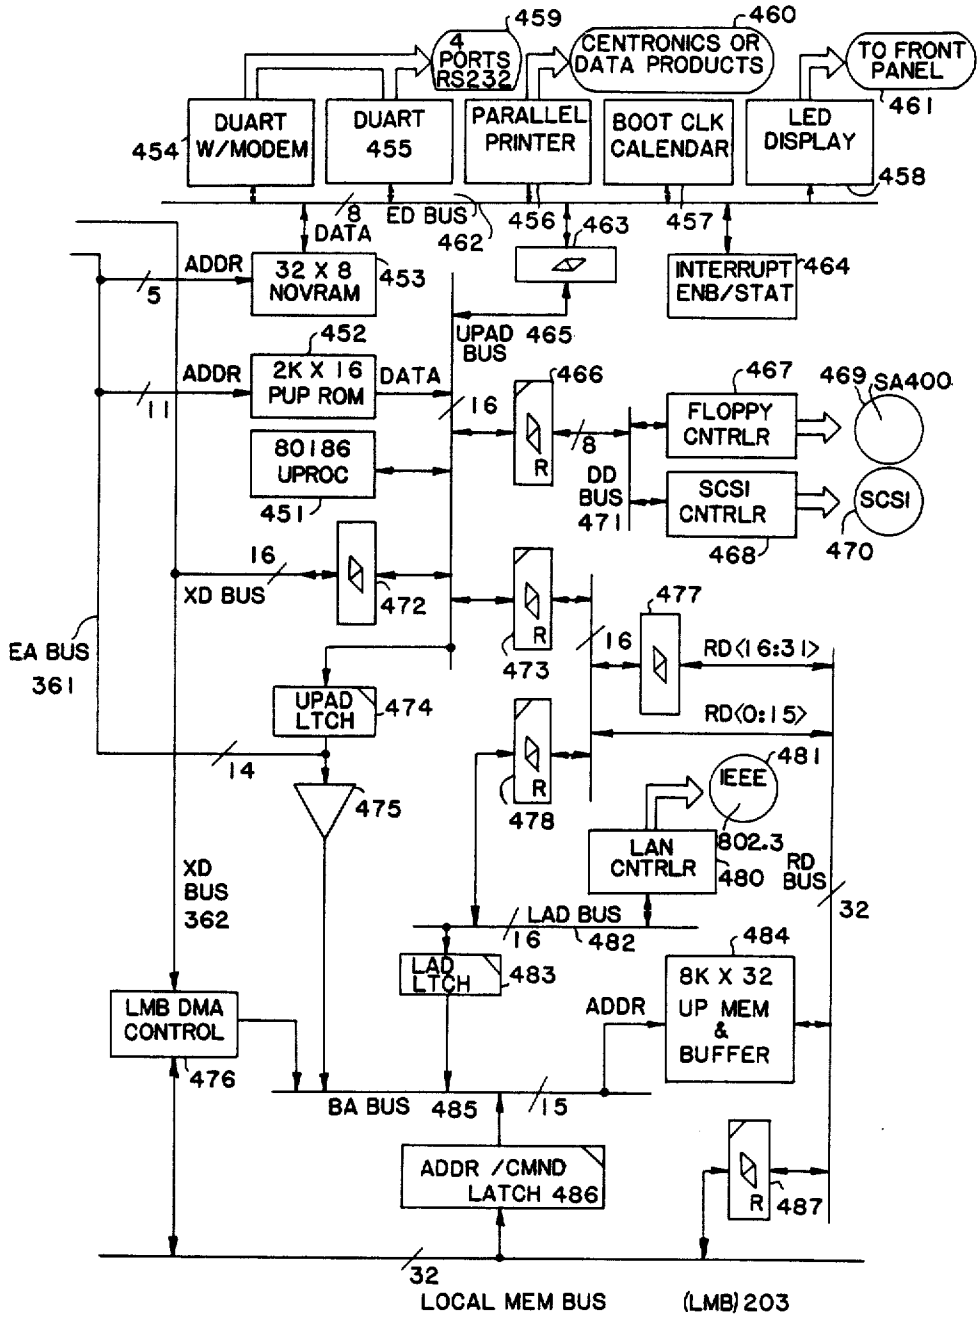 459
4
PORTS
RS232
460
CENTRONICS OR
DATA PRODUCTS
TO FRONT
PANEL
461
454
DUART
W/MODEM
DUART
455
PARALLEL
PRINTER
BOOT CLK
CALENDAR
LED
DISPLAY
458
8
DATA
ED BUS
462
456
463
457
ADDR
5
32 X 8
NOVRAM
453
INTERRUPT
ENB/STAT
464
UPAD
BUS
465
452
ADDR
11
2K X 16
PUP ROM
DATA
16
466
R
8
467
FLOPPY
CNTRLR
469
SA400
80186
UPROC
451
DD
BUS
471
SCSI
CNTRLR
468
SCSI
470
16
XD BUS
472
R
473
16
477
RD<16:31>
EA BUS
361
UPAD
LTCH
474
RD<0:15>
14
475
R
478
IEEE
481
802.3
LAN
CNTRLR
480
RD
BUS
32
XD
BUS
362
16
LAD BUS
482
LAD
LTCH
483
484
8K X 32
UP MEM
&
BUFFER
ADDR
LMB DMA
CONTROL
476
BA BUS
485
15
ADDR /CMND
LATCH 486
R
487
32
LOCAL MEM BUS
(LMB) 203